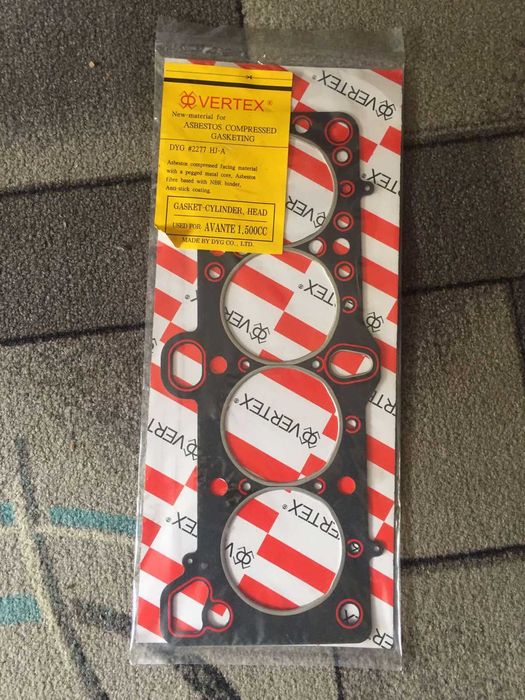 VERTEX®
New-material for
ASBESTOS COMPRESSED
GASKETING
DYG #2277 HJ-A
Asbestos compressed facing material
with a pegged metal core, Asbestos
Fibre based with NBR binder,
Anti-stick coating.
GASKET-CYLINDER, HEAD
USED FOR: AVANTE 1,500CC
MADE BY DYG CO., LTD.
VERTEX
RTEX®
VERTEX
VERTEX
ERTEX®